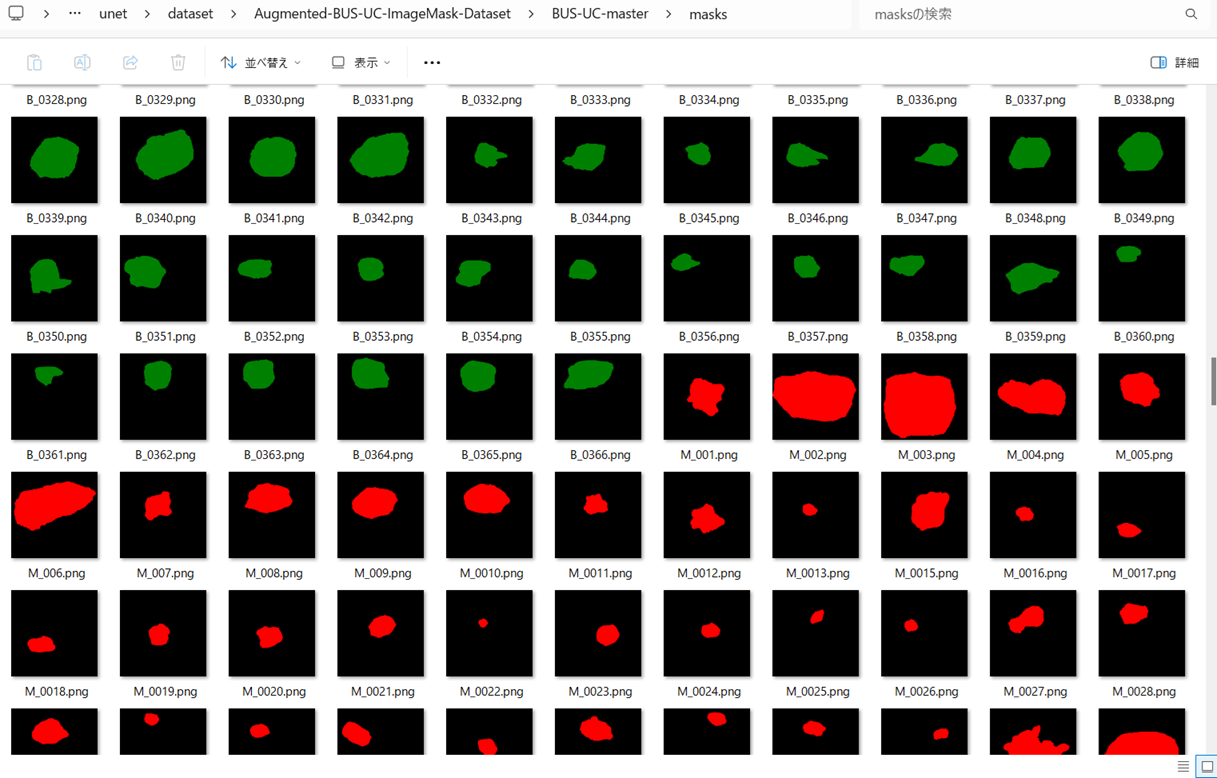 unet dataset Augmented-BUS-UC-ImageMask-Dataset BUS-UC-master masks masksの検索
並べ替え 表示 詳細
B_0328.png B_0329.png B_0330.png B_0331.png B_0332.png B_0333.png B_0334.png B_0335.png B_0336.png B_0337.png B_0338.png
B_0339.png B_0340.png B_0341.png B_0342.png B_0343.png B_0344.png B_0345.png B_0346.png B_0347.png B_0348.png B_0349.png
B_0350.png B_0351.png B_0352.png B_0353.png B_0354.png B_0355.png B_0356.png B_0357.png B_0358.png B_0359.png B_0360.png
B_0361.png B_0362.png B_0363.png B_0364.png B_0365.png B_0366.png M_001.png M_002.png M_003.png M_004.png M_005.png
M_006.png M_007.png M_008.png M_009.png M_0010.png M_0011.png M_0012.png M_0013.png M_0015.png M_0016.png M_0017.png
M_0018.png M_0019.png M_0020.png M_0021.png M_0022.png M_0023.png M_0024.png M_0025.png M_0026.png M_0027.png M_0028.png